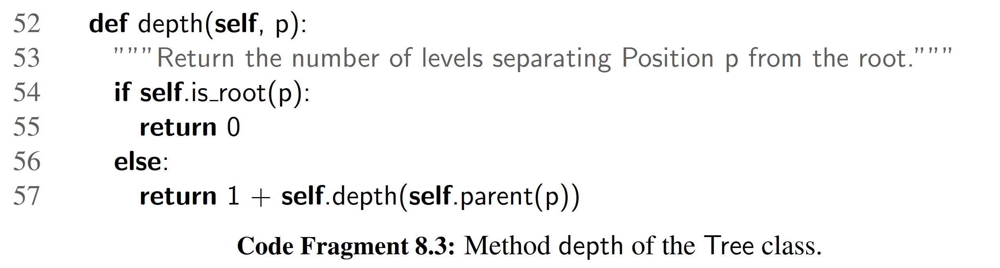 52 def depth(self, p):
53 """Return the number of levels separating Position p from the root."""
54 if self.is_root(p):
55 return 0
56 else:
57 return 1 + self.depth(self.parent(p))
Code Fragment 8.3: Method depth of the Tree class.